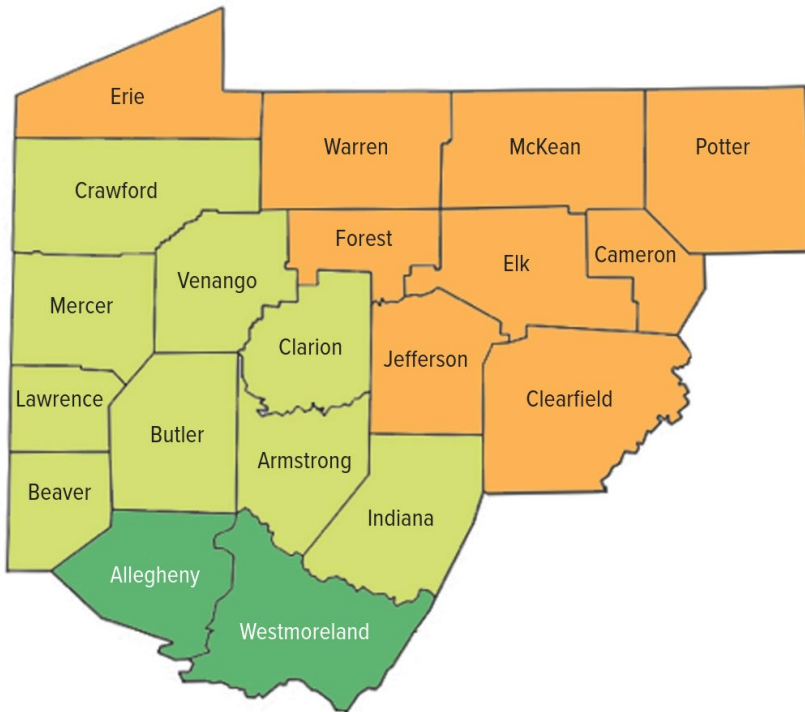 Erie
Warren
McKean
Potter
Crawford
Forest
Cameron
Elk
Venango
Mercer
Clarion
Jefferson
Lawrence
Clearfield
Butler
Armstrong
Beaver
Indiana
Allegheny
Westmoreland